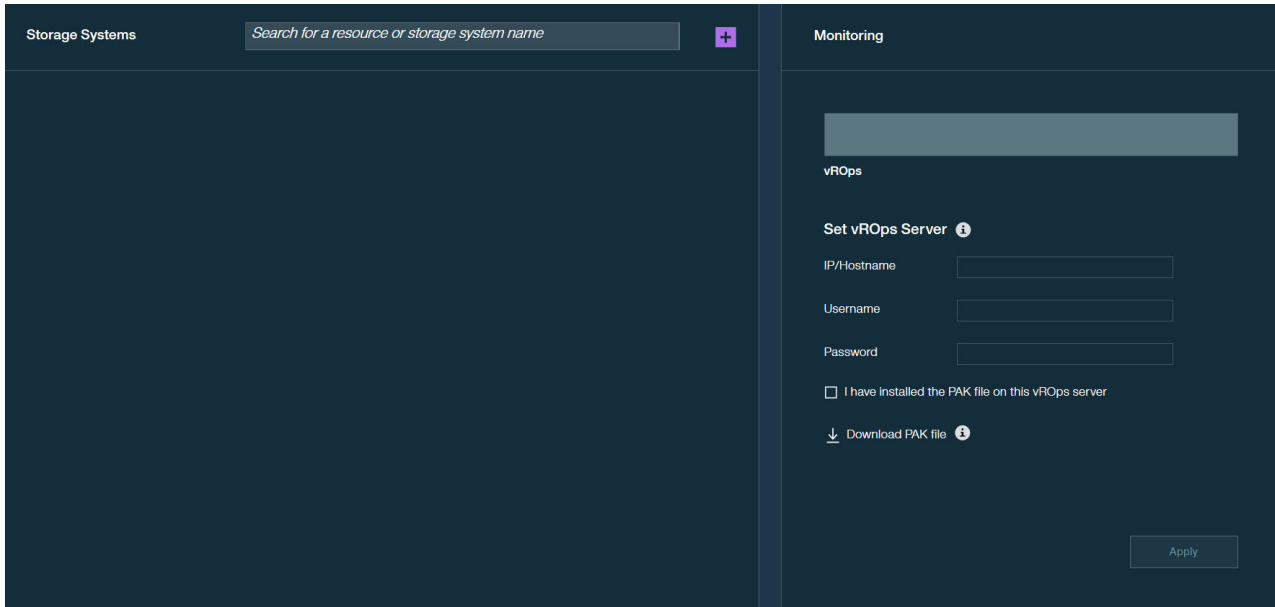 Storage Systems
Search for a resource or storage system name
+
Monitoring
vROps
Set vROps Server
IP/Hostname
Username
Password
I have installed the PAK file on this vROps server
Download PAK file
Apply